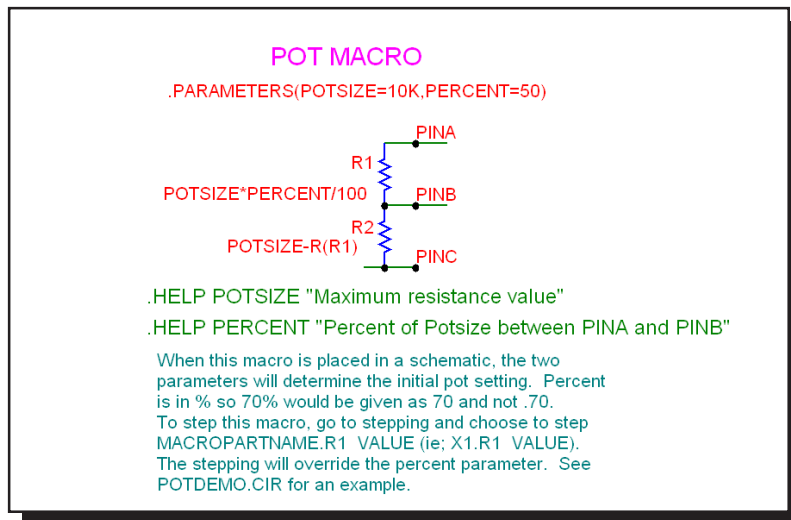 POT MACRO
.PARAMETERS(POTSIZE=10K,PERCENT=50)
PINA
R1
POTSIZE*PERCENT/100
PINB
R2
POTSIZE-R(R1)
PINC
.HELP POTSIZE "Maximum resistance value"
.HELP PERCENT "Percent of Potsize between PINA and PINB"
When this macro is placed in a schematic, the two
parameters will determine the initial pot setting. Percent
is in % so 70% would be given as 70 and not .70.
To step this macro, go to stepping and choose to step
MACROPARTNAME.R1 VALUE (ie; X1.R1 VALUE).
The stepping will override the percent parameter. See
POTDEMO.CIR for an example.